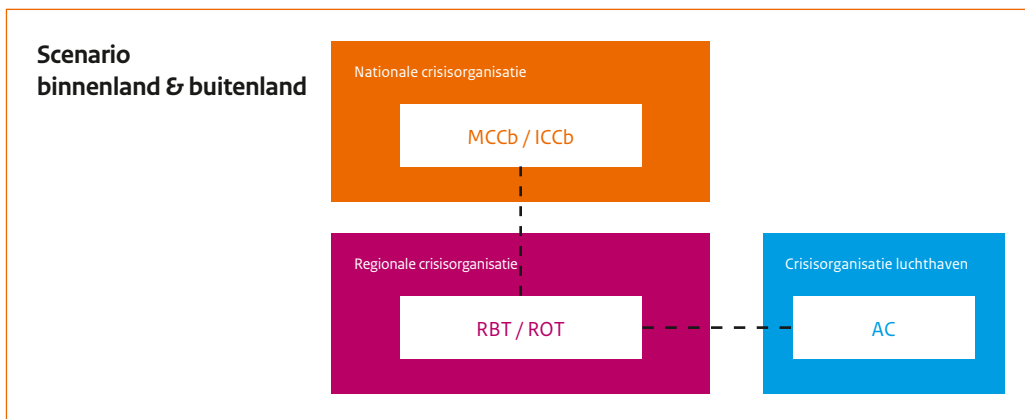 Scenario
binnenland & buitenland
Nationale crisisorganisatie
MCCb / ICCb
Regionale crisisorganisatie
RBT / ROT
Crisisorganisatie luchthaven
AC